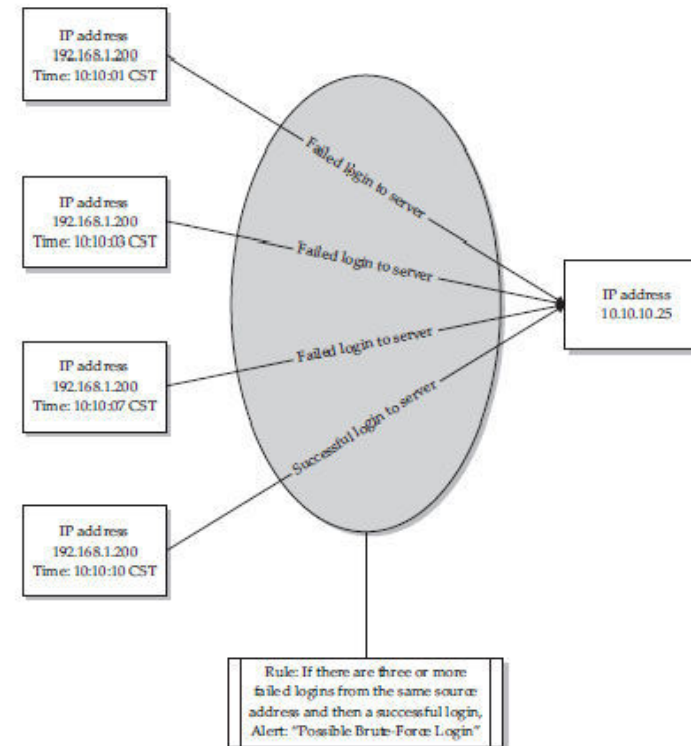 IP address
192.168.1.200
Time: 10:10:01 CST
Failed login to server
IP address
192.168.1.200
Time: 10:10:03 CST
Failed login to server
IP address
10.10.10.25
IP address
192.168.1.200
Time: 10:10:07 CST
Failed login to server
Successful login to server
IP address
192.168.1.200
Time: 10:10:10 CST
Rule: If there are three or more
failed logins from the same source
address and then a successful login,
Alert: "Possible Brute-Force Login"